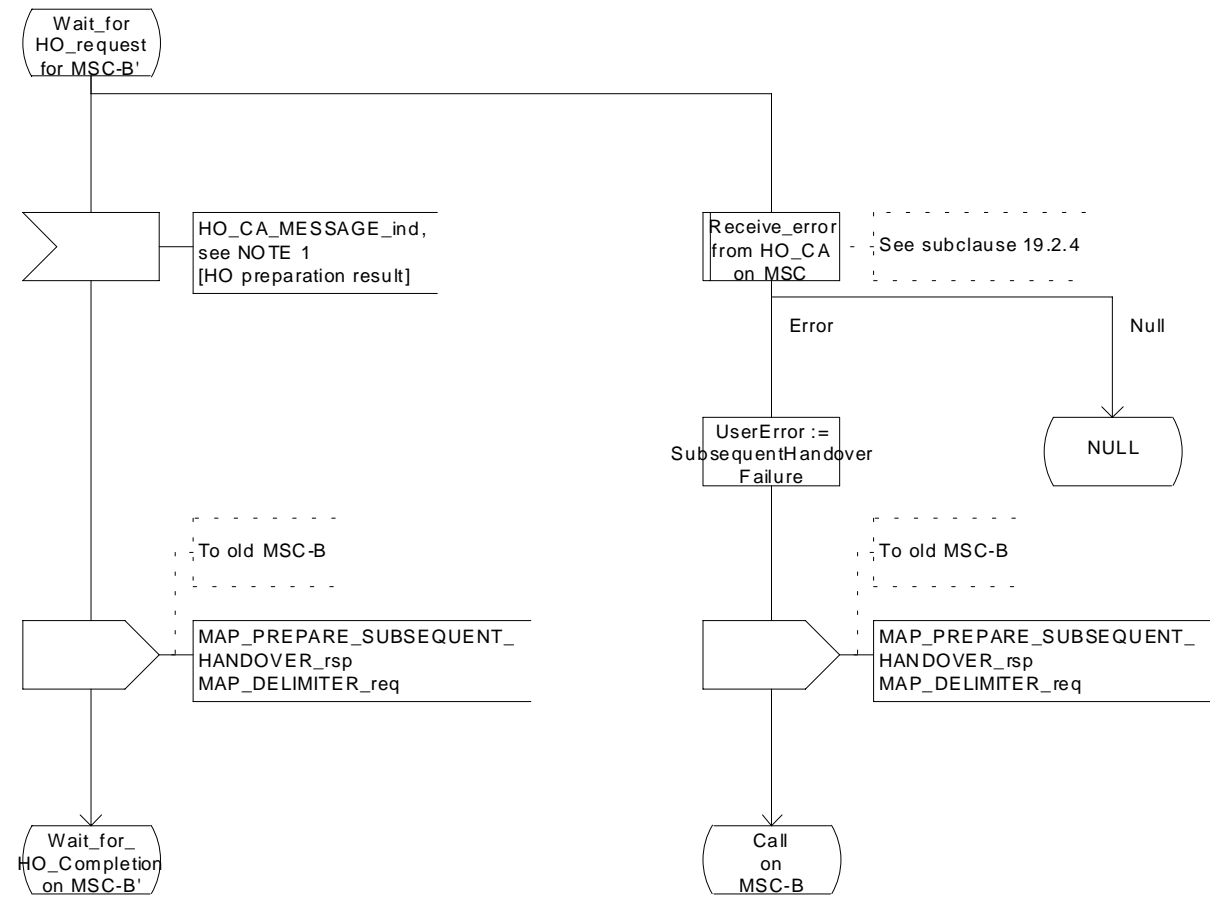 Wait_for
HO_request
for MSC-B'
HO_CA_MESSAGE_ind,
see NOTE 1
[HO preparation result]
Receive_error
from HO_CA
on MSC
See subclause 19.2.4
Error
Null
UserError :=
SubsequentHandover
Failure
NULL
To old MSC-B
To old MSC-B
MAP_PREPARE_SUBSEQUENT_
HANDOVER_rsp
MAP_DELIMITER_req
MAP_PREPARE_SUBSEQUENT_
HANDOVER_rsp
MAP_DELIMITER_req
Wait_for_
HO_Completion
on MSC-B'
Call
on
MSC-B